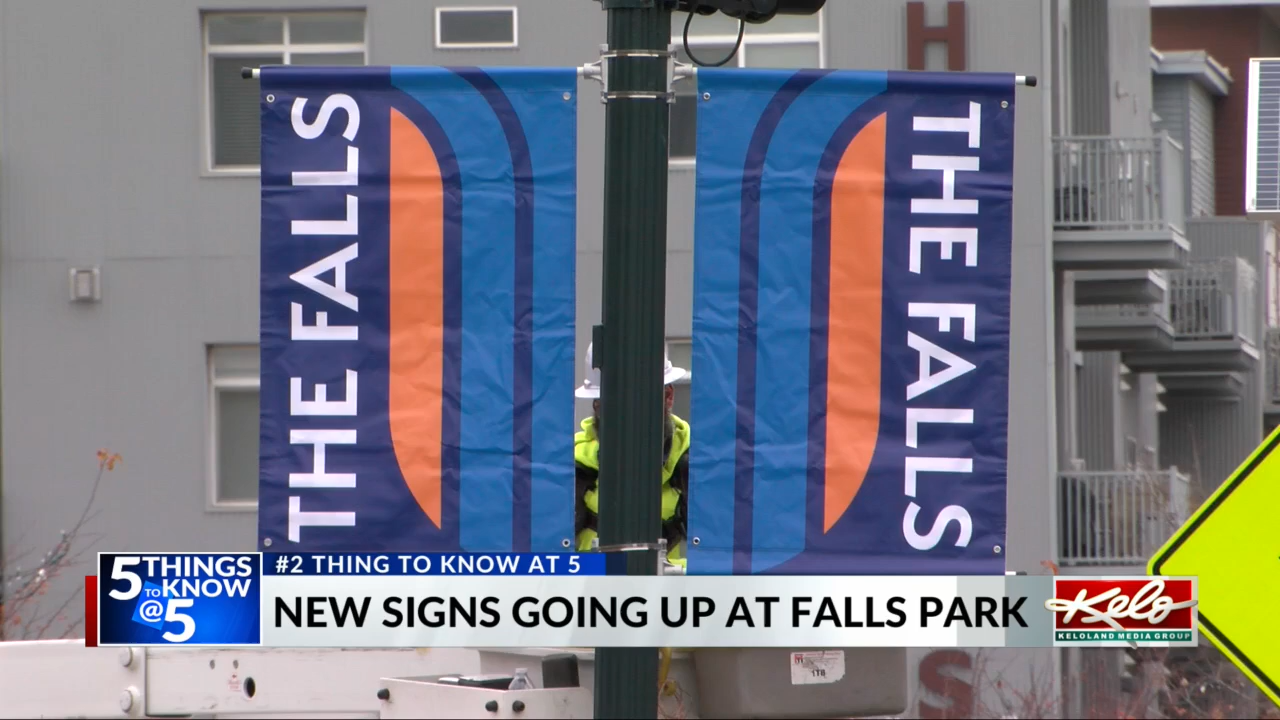 H
THE FALLS
THE FALLS
5 THINGS
TO KNOW
@ 5
#2 THING TO KNOW AT 5
NEW SIGNS GOING UP AT FALLS PARK
Kelo
KELOLAND MEDIA GROUP
S